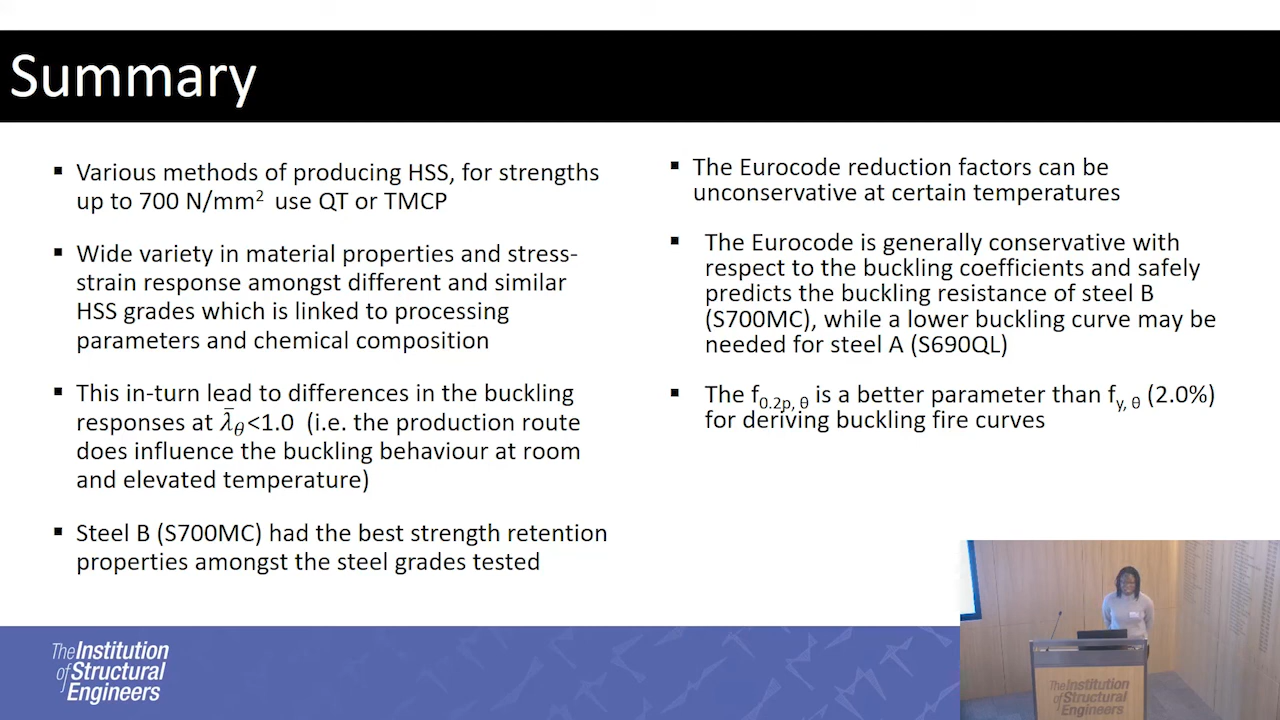 Summary
▪ Various methods of producing HSS, for strengths
up to 700 N/mm² use QT or TMCP
▪ Wide variety in material properties and stress-
strain response amongst different and similar
HSS grades which is linked to processing
parameters and chemical composition
▪ This in-turn lead to differences in the buckling
responses at λ̄θ<1.0 (i.e. the production route
does influence the buckling behaviour at room
and elevated temperature)
▪ Steel B (S700MC) had the best strength retention
properties amongst the steel grades tested
▪ The Eurocode reduction factors can be
unconservative at certain temperatures
▪ The Eurocode is generally conservative with
respect to the buckling coefficients and safely
predicts the buckling resistance of steel B
(S700MC), while a lower buckling curve may be
needed for steel A (S690QL)
▪ The f0.2p, θ is a better parameter than fy, θ (2.0%)
for deriving buckling fire curves
The Institution
of Structural
Engineers
The Institution
of Structural
Engineers